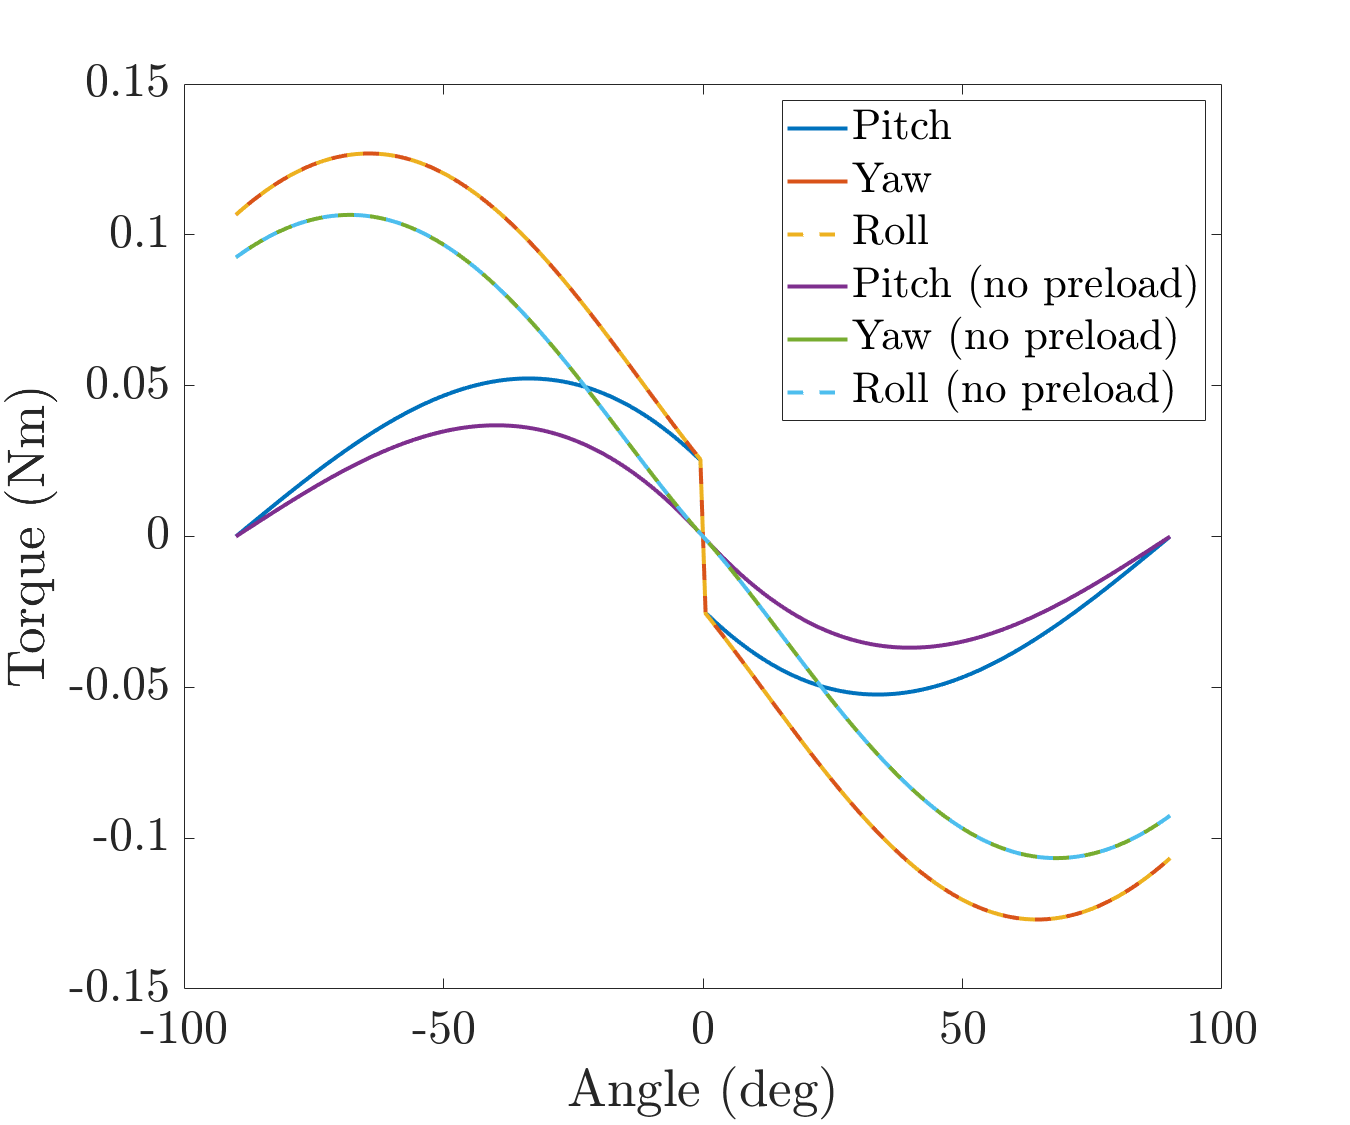 0.15
0.1
0.05
0
-0.05
-0.1
-0.15
Torque (Nm)
Pitch
Yaw
Roll
Pitch (no preload)
Yaw (no preload)
Roll (no preload)
-100 -50 0 50 100
Angle (deg)